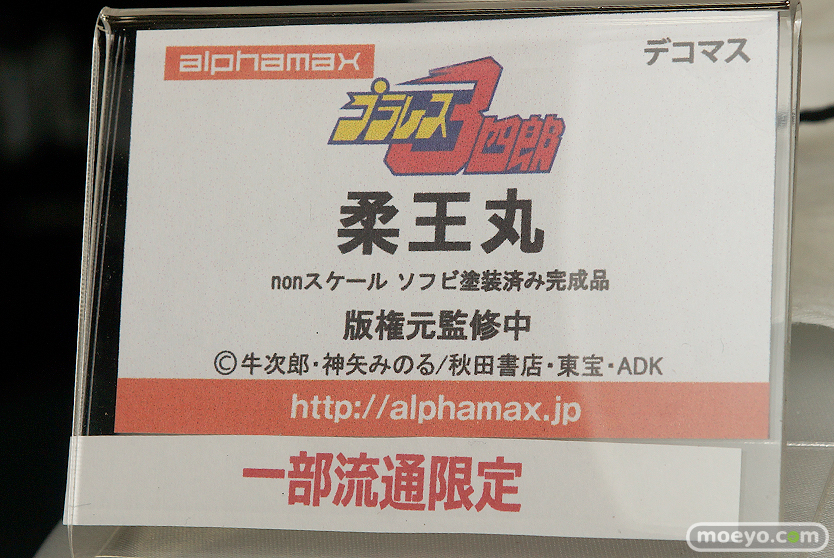 alphamax
デコマス
プラレス3四郎
柔王丸
nonスケール ソフビ塗装済み完成品
版権元監修中
©牛次郎・神矢みのる/秋田書店・東宝・ADK
http://alphamax.jp
一部流通限定
moeyo.com